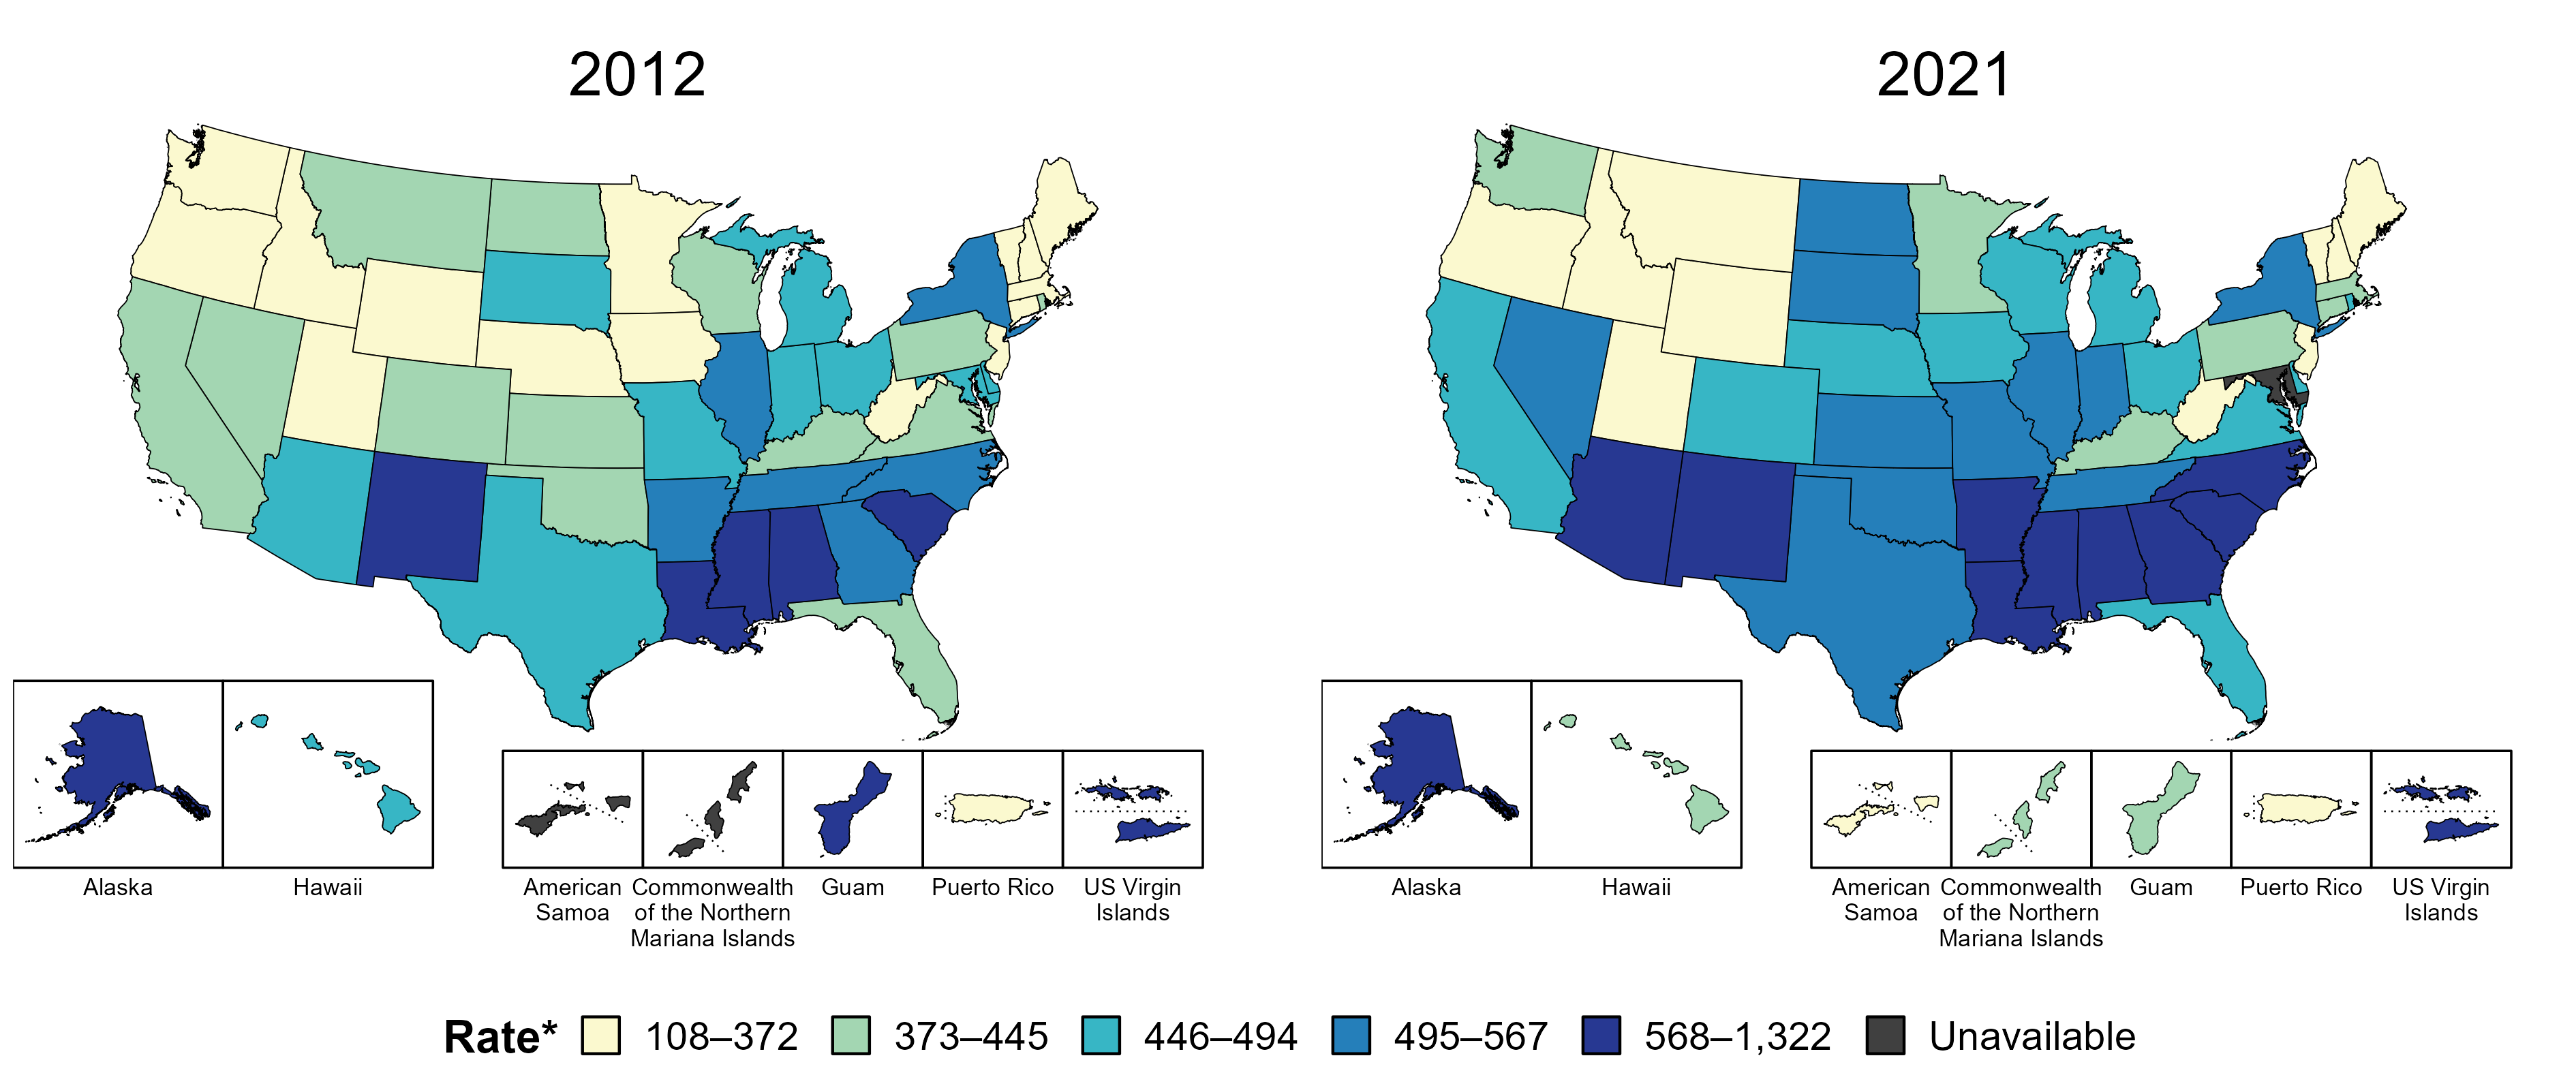 2012
2021
Alaska
Hawaii
American
Samoa
Commonwealth
of the Northern
Mariana Islands
Guam
Puerto Rico
US Virgin
Islands
Alaska
Hawaii
American
Samoa
Commonwealth
of the Northern
Mariana Islands
Guam
Puerto Rico
US Virgin
Islands
Rate* 108–372 373–445 446–494 495–567 568–1,322 Unavailable